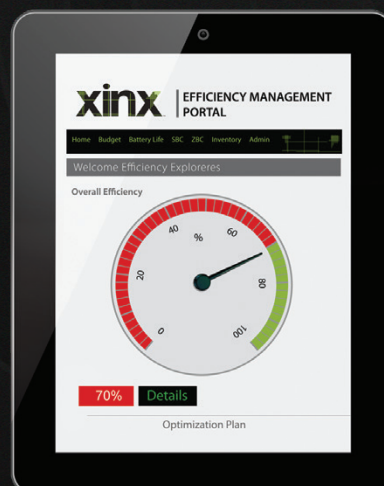 xinx
EFFICIENCY MANAGEMENT
PORTAL
Home Budget Battery Life SBC ZBC Inventory Admin
Welcome Efficiency Exploreres
Overall Efficiency
0 20 40 % 60 80 100
70% Details
Optimization Plan